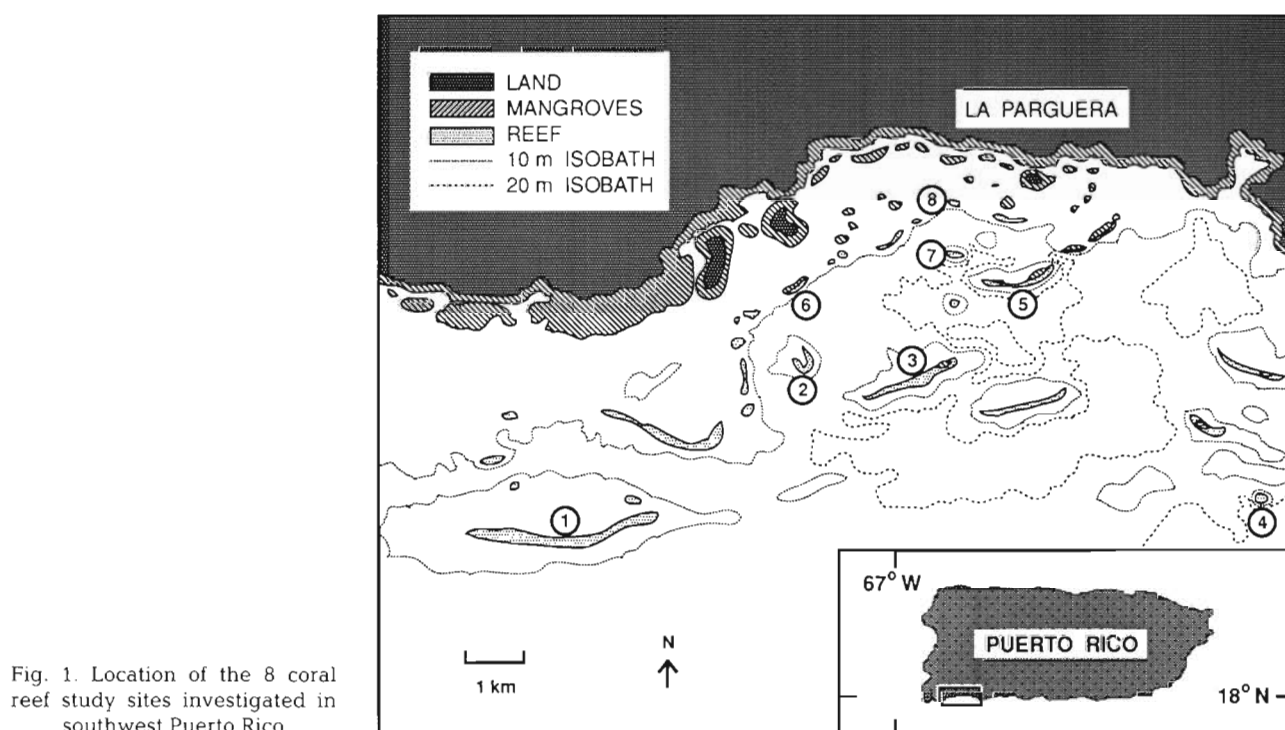 LAND
MANGROVES
REEF
10 m ISOBATH
20 m ISOBATH
LA PARGUERA
8
7
6
5
3
2
1
4
67° W
PUERTO RICO
18° N
N
1 km
Fig. 1. Location of the 8 coral
reef study sites investigated in
southwest Puerto Rico